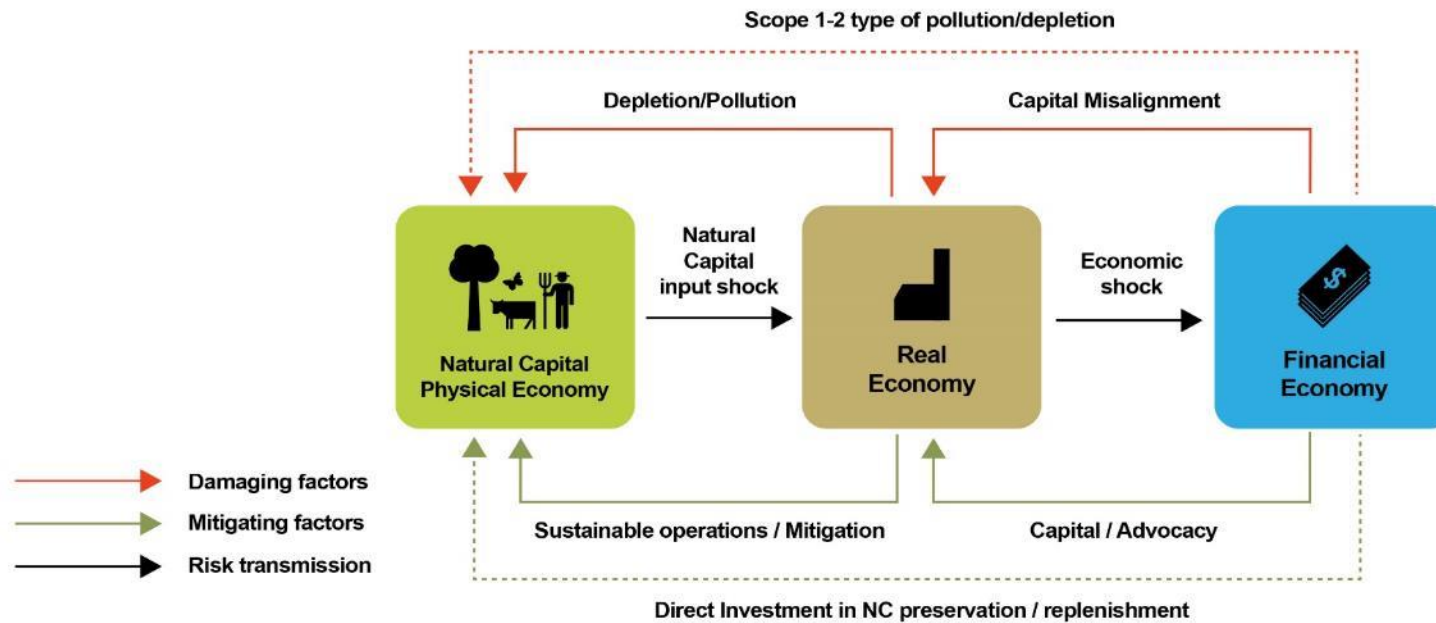 Scope 1-2 type of pollution/depletion
Depletion/Pollution
Capital Misalignment
Natural
Capital
input shock
Economic
shock
$
Natural Capital
Physical Economy
Real
Economy
Financial
Economy
Damaging factors
Mitigating factors
Risk transmission
Sustainable operations / Mitigation
Capital / Advocacy
Direct Investment in NC preservation / replenishment